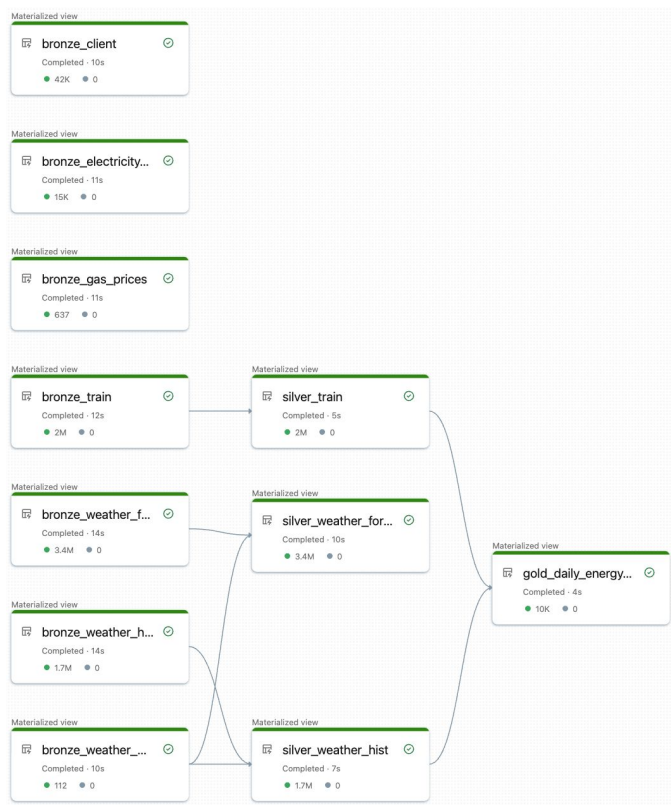 Materialized view
bronze_client
Completed · 10s
42K 0
Materialized view
bronze_electricity...
Completed · 11s
15K 0
Materialized view
bronze_gas_prices
Completed · 11s
637 0
Materialized view
bronze_train
Completed · 12s
2M 0
Materialized view
silver_train
Completed · 5s
2M 0
Materialized view
bronze_weather_f...
Completed · 14s
3.4M 0
Materialized view
silver_weather_for...
Completed · 10s
3.4M 0
Materialized view
gold_daily_energy...
Completed · 4s
10K 0
Materialized view
bronze_weather_h...
Completed · 14s
1.7M 0
Materialized view
bronze_weather_...
Completed · 10s
112 0
Materialized view
silver_weather_hist
Completed · 7s
1.7M 0